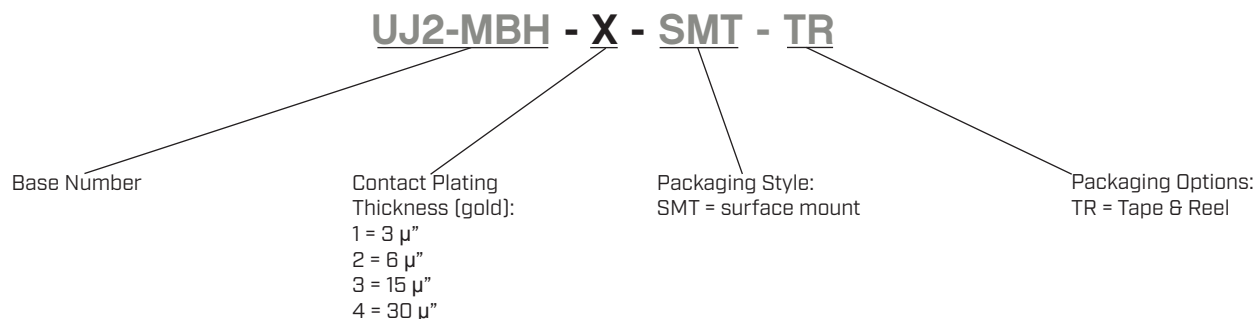 UJ2-MBH - X - SMT - TR
Base Number
Contact Plating
Thickness (gold):
1 = 3 µ”
2 = 6 µ”
3 = 15 µ”
4 = 30 µ”
Packaging Style:
SMT = surface mount
Packaging Options:
TR = Tape & Reel